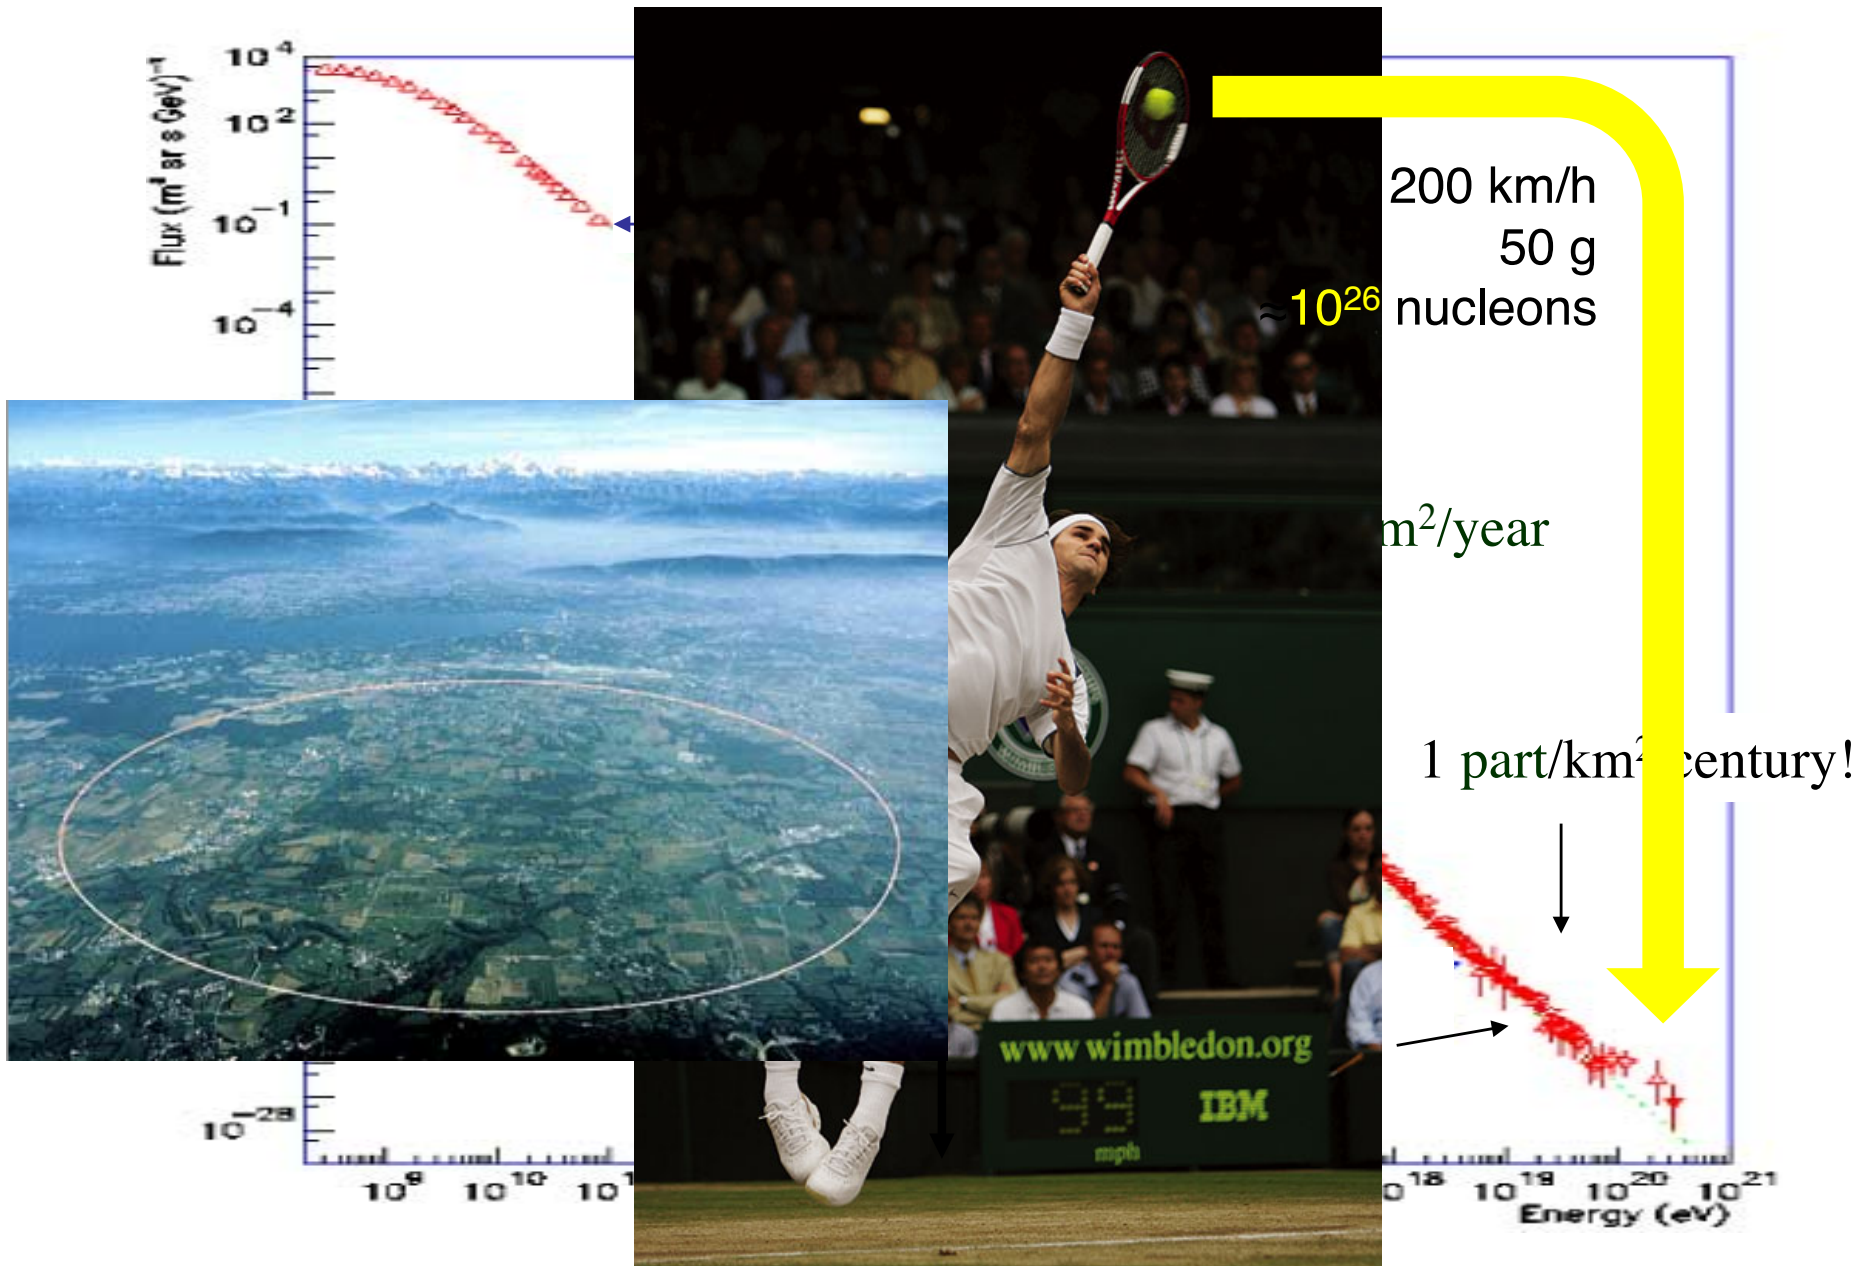 Flux (m² sr s GeV)⁻¹
10⁴
10²
10⁻¹
10⁻⁴
200 km/h
50 g
≈10²⁶ nucleons
m²/year
1 part/km² century!
www wimbledon.org
IBM
mph
10⁻²⁸
10⁹
10¹⁰
10¹⁹
10²⁰
10²¹
Energy (eV)